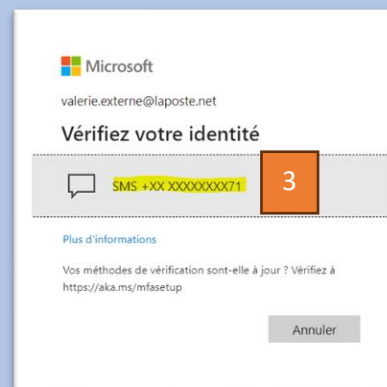 Microsoft
valerie.externe@laposte.net
Vérifiez votre identité
SMS +XX XXXXXXXX71
3
Plus d'informations
Vos méthodes de vérification sont-elle à jour ? Vérifiez à
https://aka.ms/mfasetup
Annuler